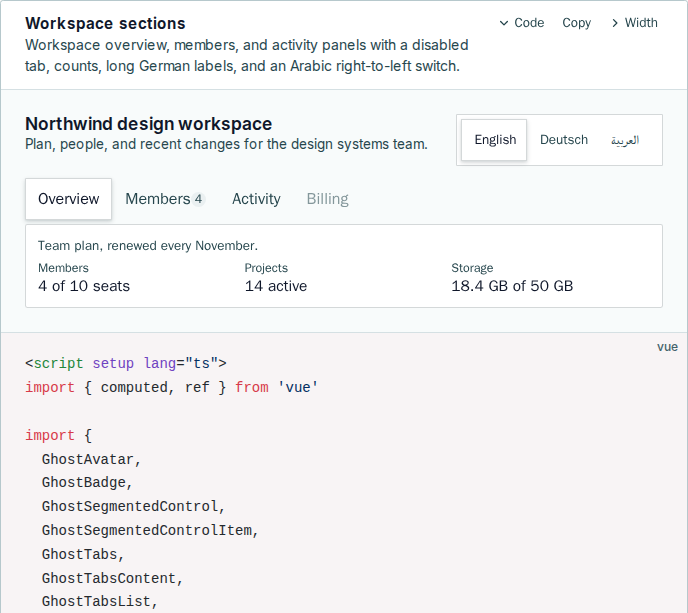 Workspace sections
Code Copy Width
Workspace overview, members, and activity panels with a disabled
tab, counts, long German labels, and an Arabic right-to-left switch.
Northwind design workspace
Plan, people, and recent changes for the design systems team.
English Deutsch العربية
Overview Members 4 Activity Billing
Team plan, renewed every November.
Members Projects Storage
4 of 10 seats 14 active 18.4 GB of 50 GB
vue
<script setup lang="ts">
import { computed, ref } from 'vue'
import {
GhostAvatar,
GhostBadge,
GhostSegmentedControl,
GhostSegmentedControlItem,
GhostTabs,
GhostTabsContent,
GhostTabsList,